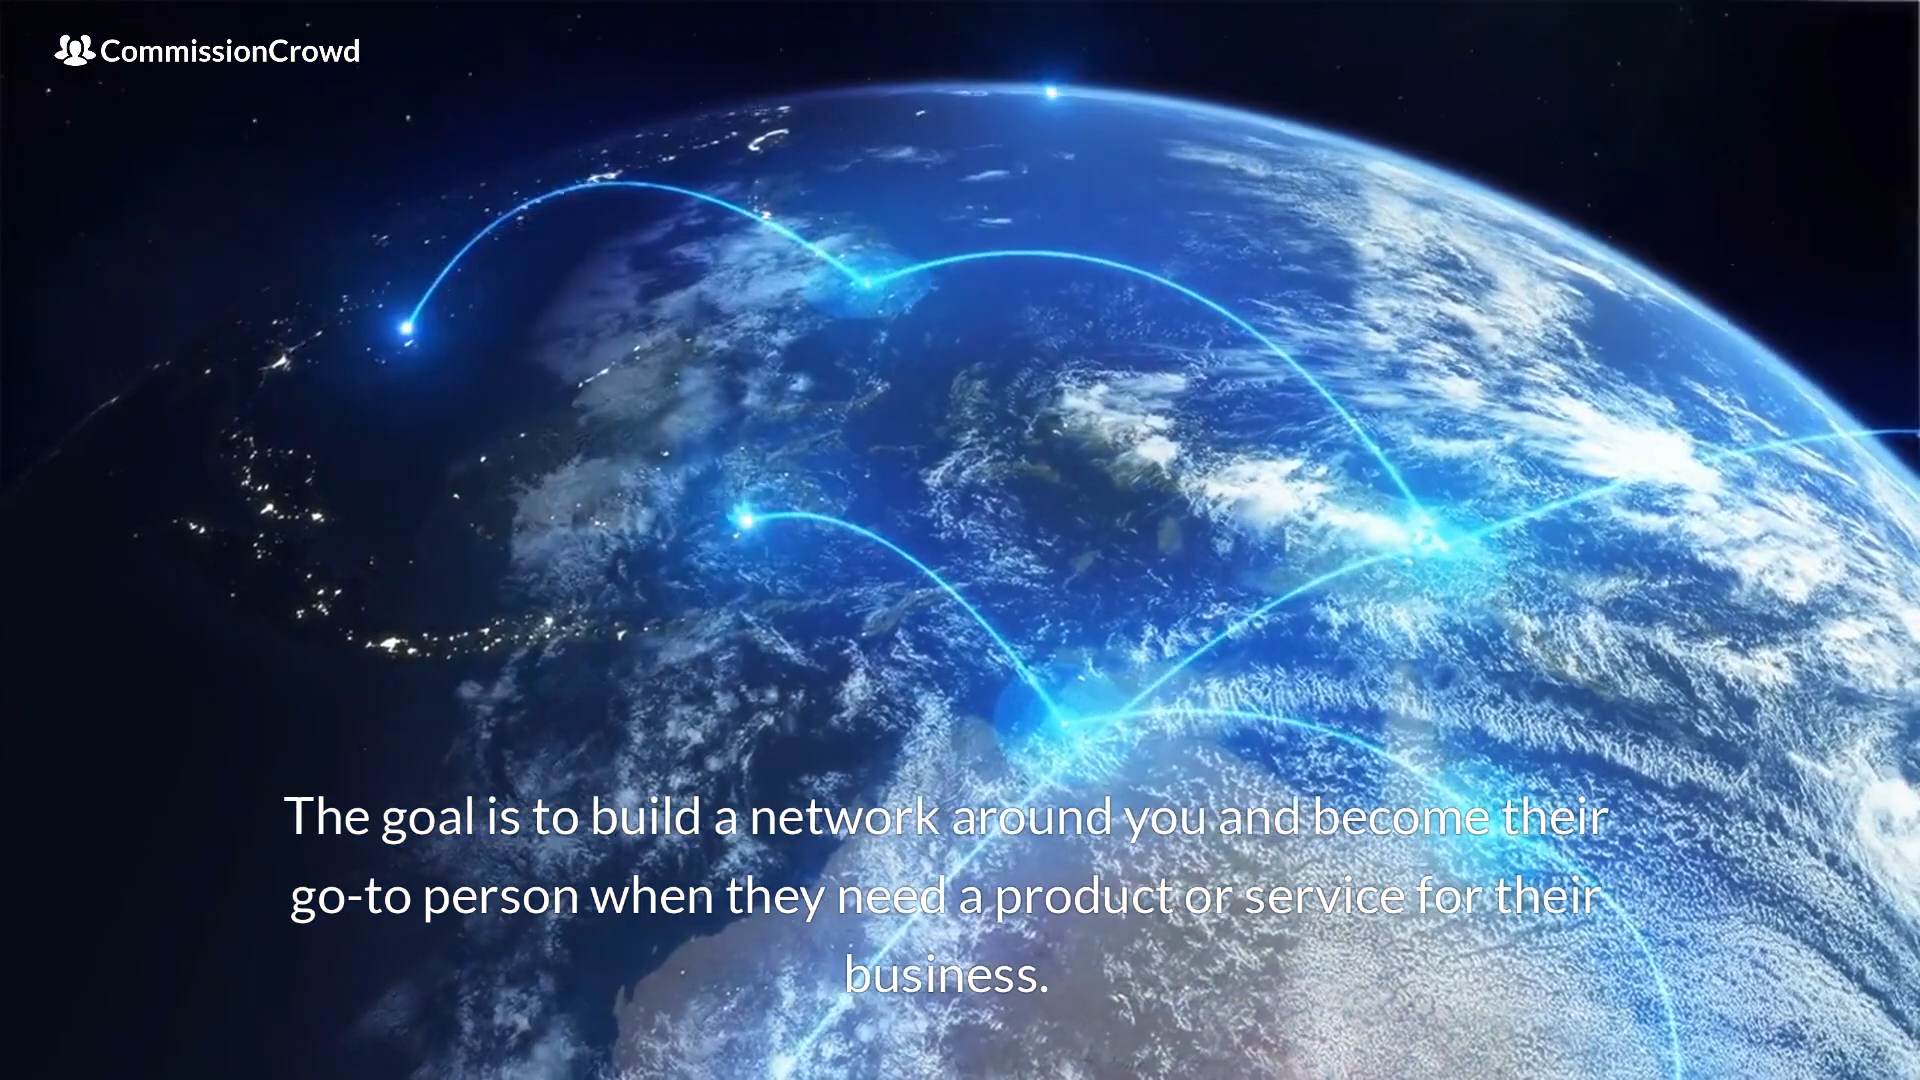 CommissionCrowd
The goal is to build a network around you and become their
go-to person when they need a product or service for their
business.